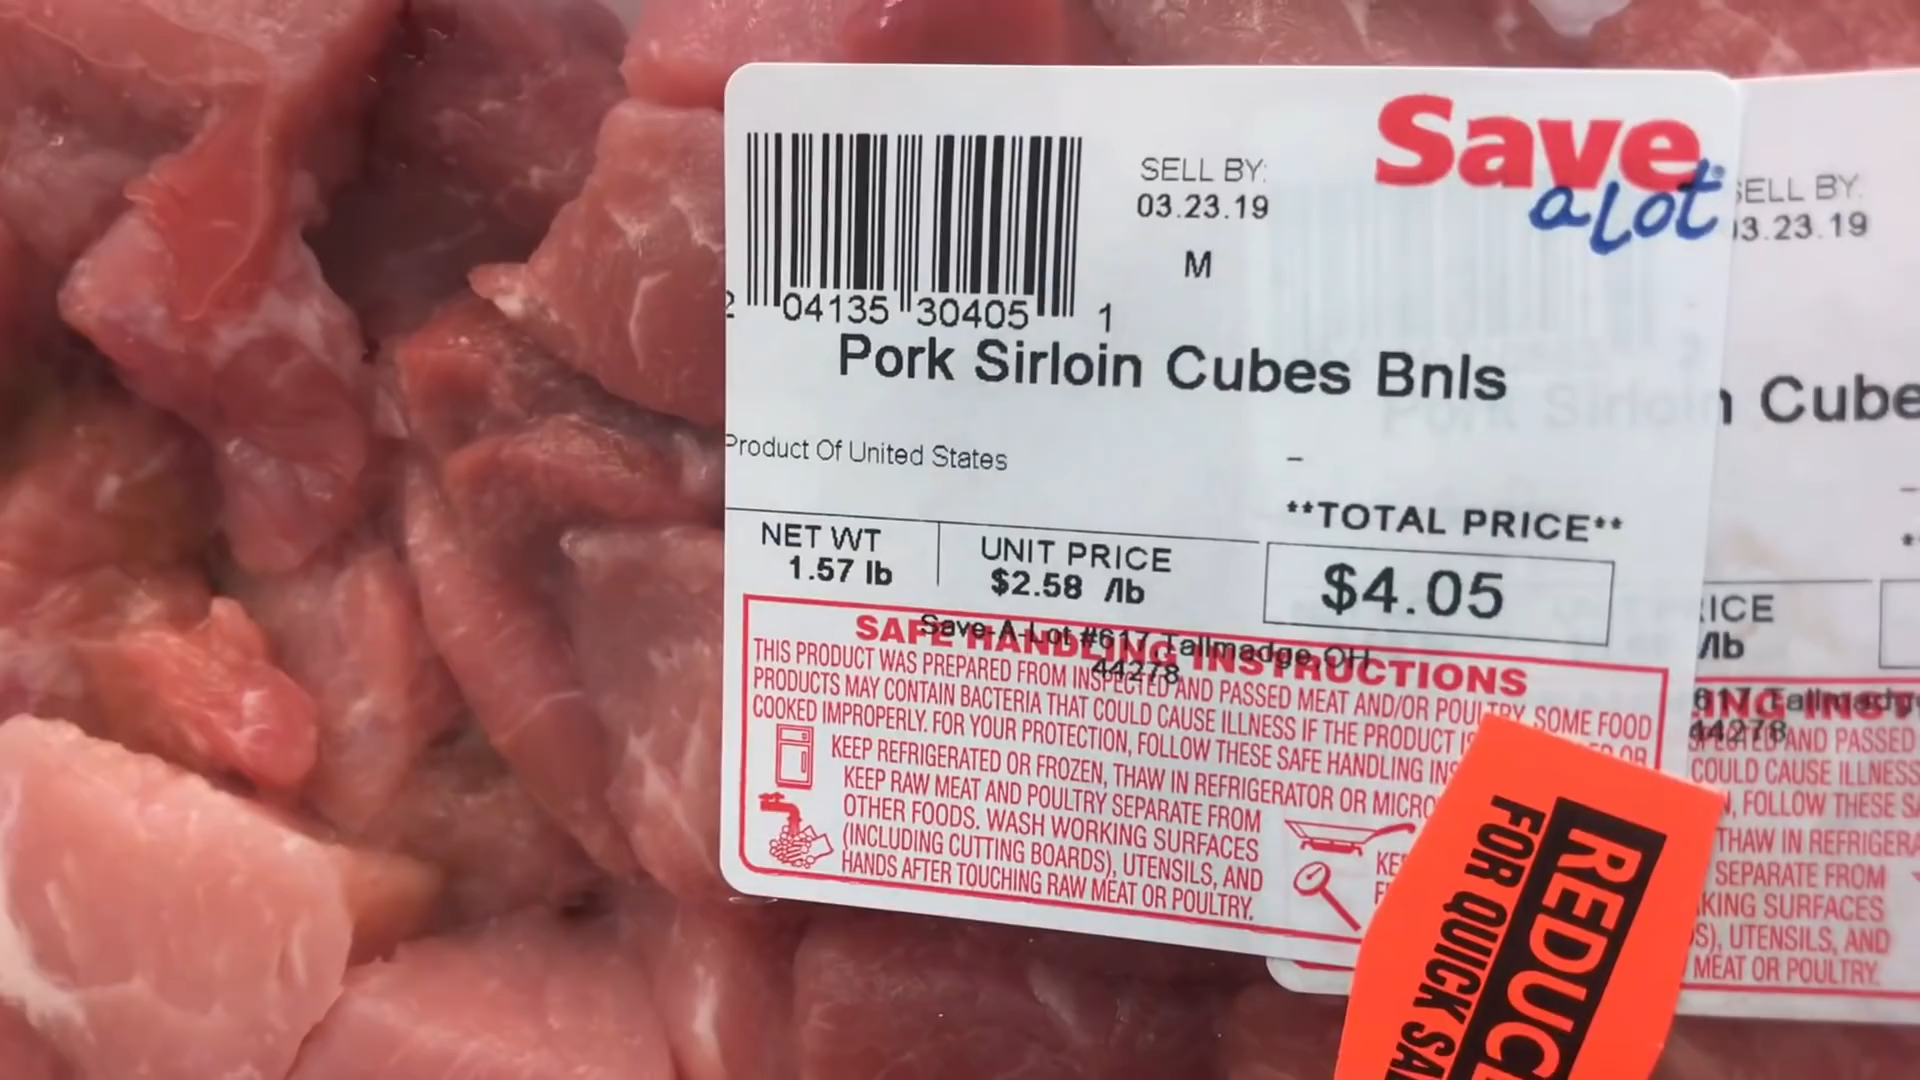 Save
a Lot
SELL BY:
03.23.19
M
2 04135 30405 1
Pork Sirloin Cubes Bnls
Product Of United States
-
**TOTAL PRICE**
$4.05
NET WT
1.57 lb
UNIT PRICE
$2.58 /lb
Save-A-Lot #617 Tallmadge, OH
44278
SAFE HANDLING INSTRUCTIONS
THIS PRODUCT WAS PREPARED FROM INSPECTED AND PASSED MEAT AND/OR POULTRY. SOME FOOD
PRODUCTS MAY CONTAIN BACTERIA THAT COULD CAUSE ILLNESS IF THE PRODUCT IS OR
COOKED IMPROPERLY. FOR YOUR PROTECTION, FOLLOW THESE SAFE HANDLING
KEEP REFRIGERATED OR FROZEN, THAW IN REFRIGERATOR OR
KEEP RAW MEAT AND POULTRY SEPARATE FROM
OTHER FOODS. WASH WORKING SURFACES
(INCLUDING CUTTING BOARDS), UTENSILS, AND
HANDS AFTER TOUCHING RAW MEAT OR POULTRY.
REDUC
FOR QUICK SA
SELL BY:
03.23.19
Cube
ICE
/lb
617 Tallmadge
44278
AND PASSED
COULD CAUSE ILLNESS
FOLLOW THESE
THAW IN REFRIGERA
SEPARATE FROM
KING SURFACES
S), UTENSILS, AND
MEAT OR POULTRY.